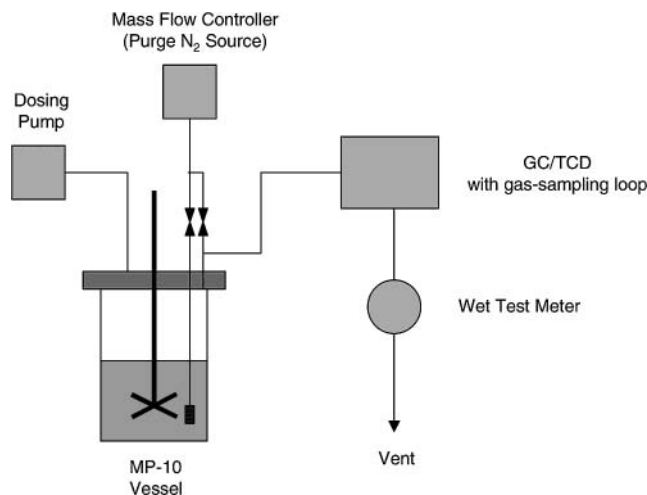 Mass Flow Controller
(Purge N₂ Source)
Dosing
Pump
GC/TCD
with gas-sampling loop
Wet Test Meter
Vent
MP-10
Vessel